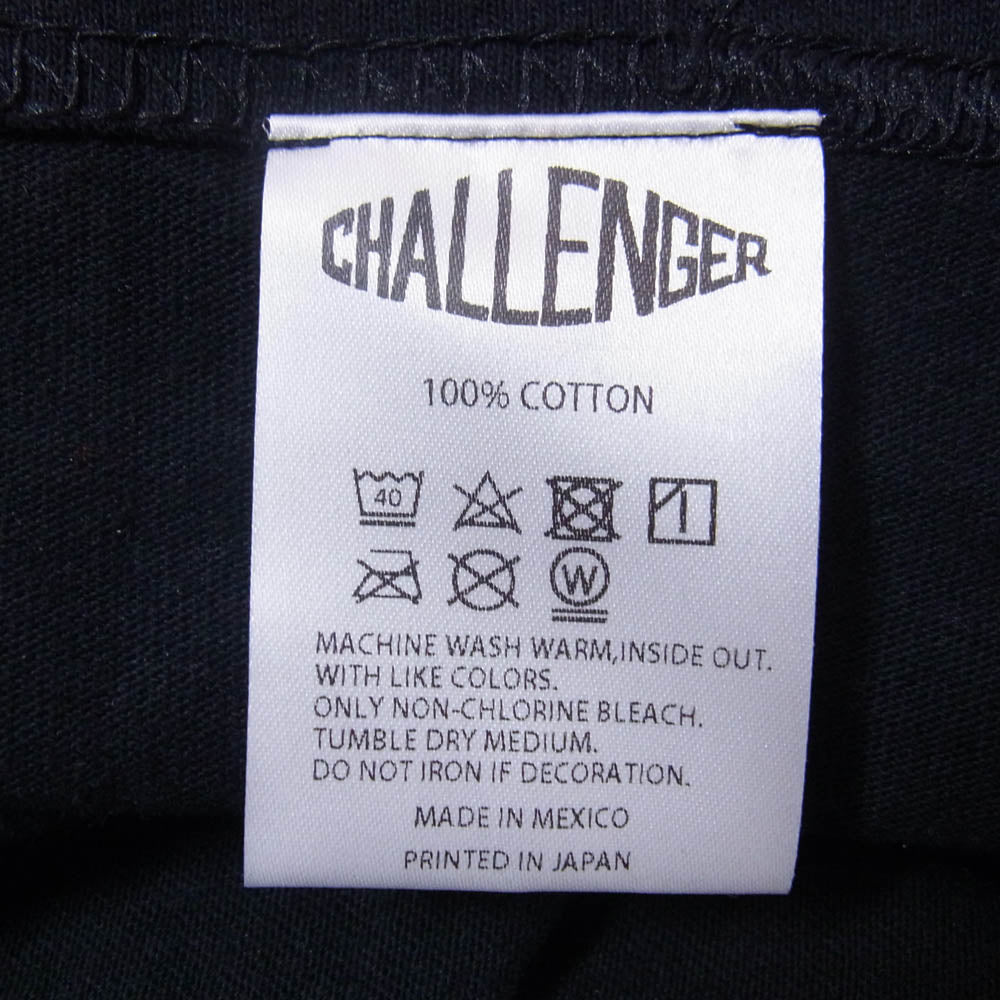 CHALLENGER
100% COTTON
40
W
MACHINE WASH WARM,INSIDE OUT.
WITH LIKE COLORS.
ONLY NON-CHLORINE BLEACH.
TUMBLE DRY MEDIUM.
DO NOT IRON IF DECORATION.
MADE IN MEXICO
PRINTED IN JAPAN